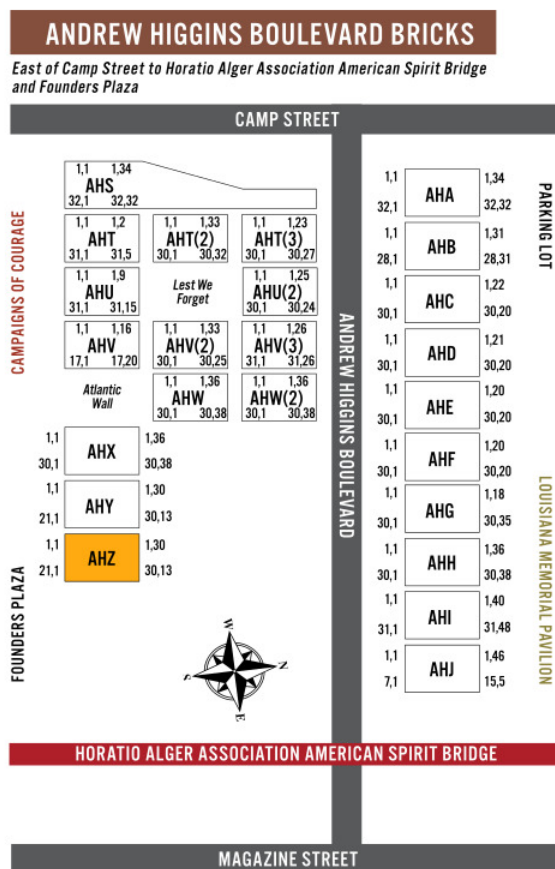 ANDREW HIGGINS BOULEVARD BRICKS
East of Camp Street to Horatio Alger Association American Spirit Bridge
and Founders Plaza
CAMP STREET
CAMPAIGNS OF COURAGE
FOUNDERS PLAZA
1,1 1,34
AHS
32,1 32,32
1,1 1,2
AHT
31,1 31,5
1,1 1,33
AHT(2)
30,1 30,32
1,1 1,23
AHT(3)
30,1 30,27
1,1 1,9
AHU
31,1 31,15
Lest We
Forget
1,1 1,25
AHU(2)
30,1 30,24
1,1 1,16
AHV
17,1 17,20
1,1 1,33
AHV(2)
30,1 30,25
1,1 1,26
AHV(3)
31,1 31,26
Atlantic
Wall
1,1 1,36
AHW
30,1 30,38
1,1 1,36
AHW(2)
30,1 30,38
1,1 1,36
AHX
30,1 30,38
1,1 1,30
AHY
21,1 30,13
1,1 1,30
AHZ
21,1 30,13
W
N
S
E
ANDREW HIGGINS BOULEVARD
1,1 1,34
AHA
32,1 32,32
1,1 1,31
AHB
28,1 28,31
1,1 1,22
AHC
30,1 30,20
1,1 1,21
AHD
30,1 30,20
1,1 1,20
AHE
30,1 30,20
1,1 1,20
AHF
30,1 30,20
1,1 1,18
AHG
30,1 30,35
1,1 1,36
AHH
30,1 30,38
1,1 1,40
AHI
31,1 31,48
1,1 1,46
AHJ
7,1 15,5
PARKING LOT
LOUISIANA MEMORIAL PAVILION
HORATIO ALGER ASSOCIATION AMERICAN SPIRIT BRIDGE
MAGAZINE STREET